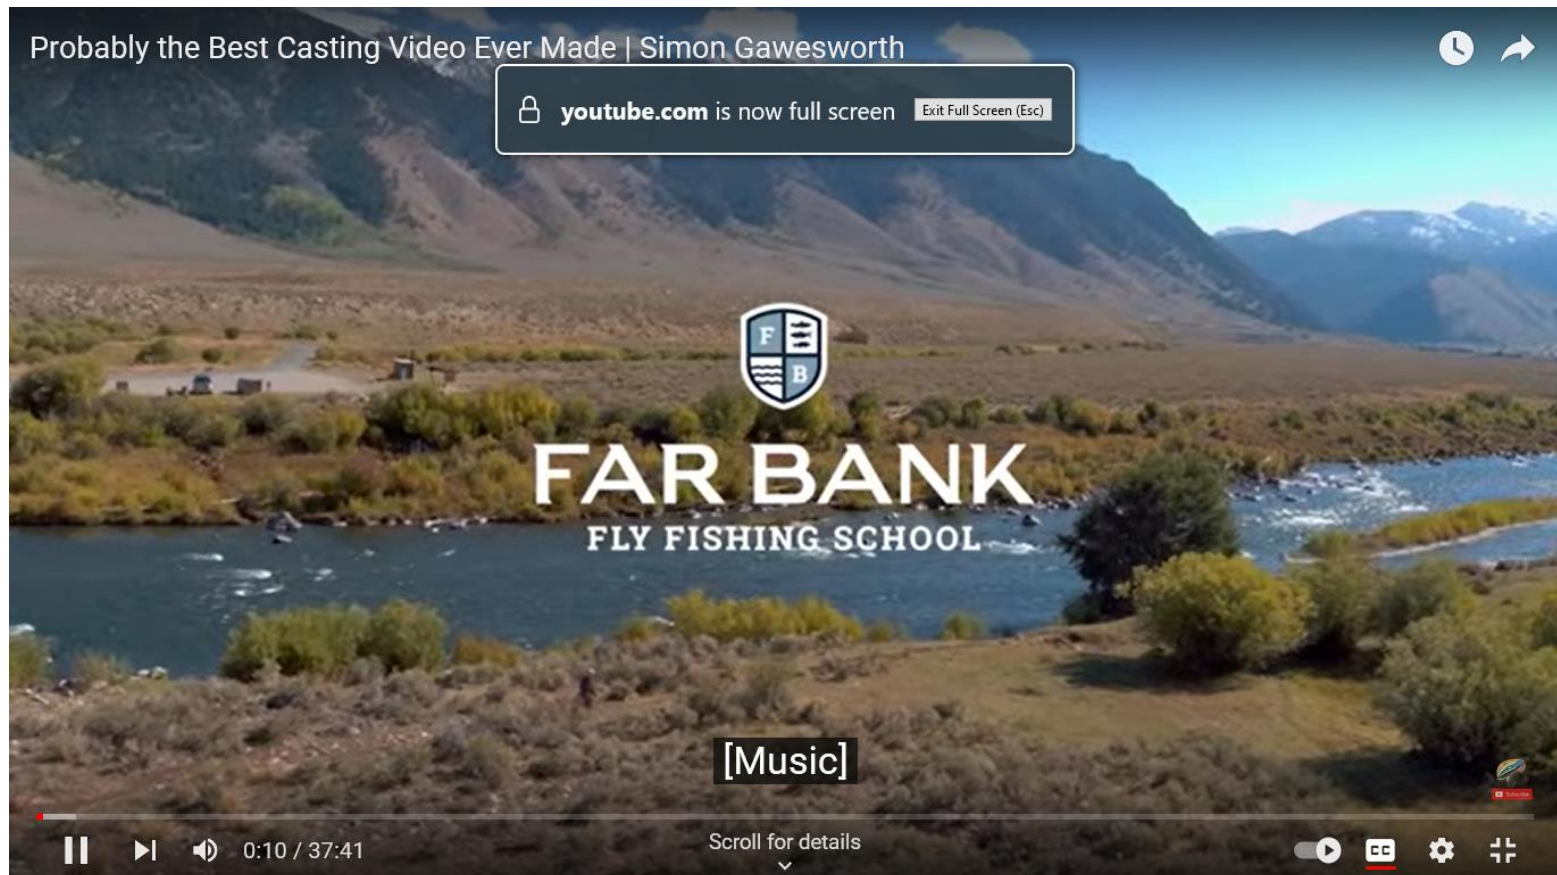 Probably the Best Casting Video Ever Made | Simon Gawesworth
youtube.com is now full screen
Exit Full Screen (Esc)
F
B
FAR BANK
FLY FISHING SCHOOL
[Music]
Subscribe
0:10 / 37:41
Scroll for details
CC